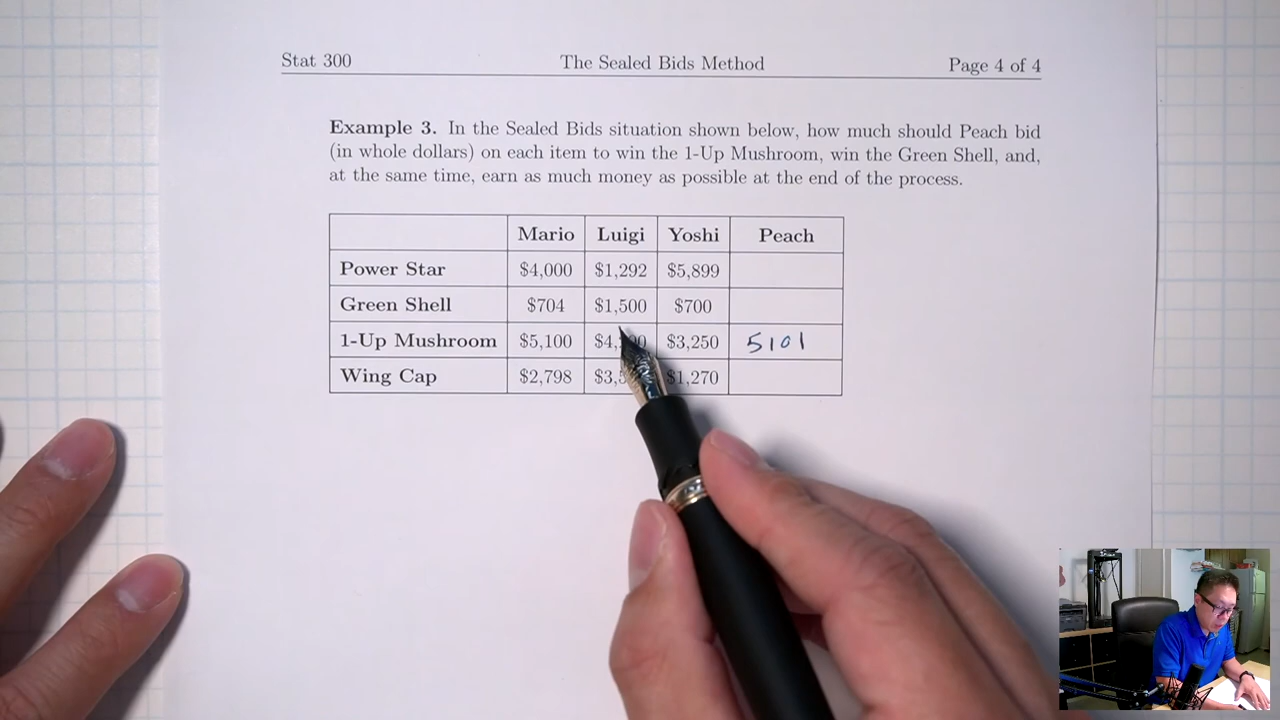 Stat 300 The Sealed Bids Method Page 4 of 4
Example 3. In the Sealed Bids situation shown below, how much should Peach bid
(in whole dollars) on each item to win the 1-Up Mushroom, win the Green Shell, and,
at the same time, earn as much money as possible at the end of the process.
Mario Luigi Yoshi Peach
Power Star $4,000 $1,292 $5,899
Green Shell $704 $1,500 $700
1-Up Mushroom $5,100 $3,250 5101
Wing Cap $2,798 $1,270